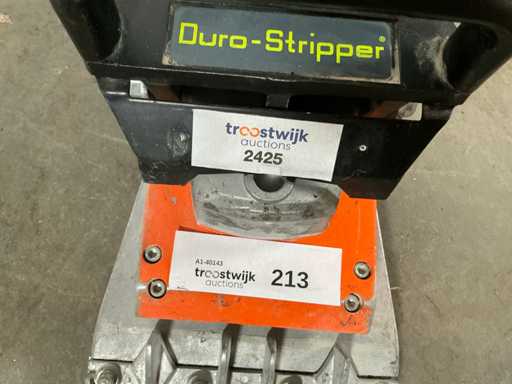 Duro-Stripper®
troostwijk
auctions
2425
A1-40143
troostwijk
auctions
213